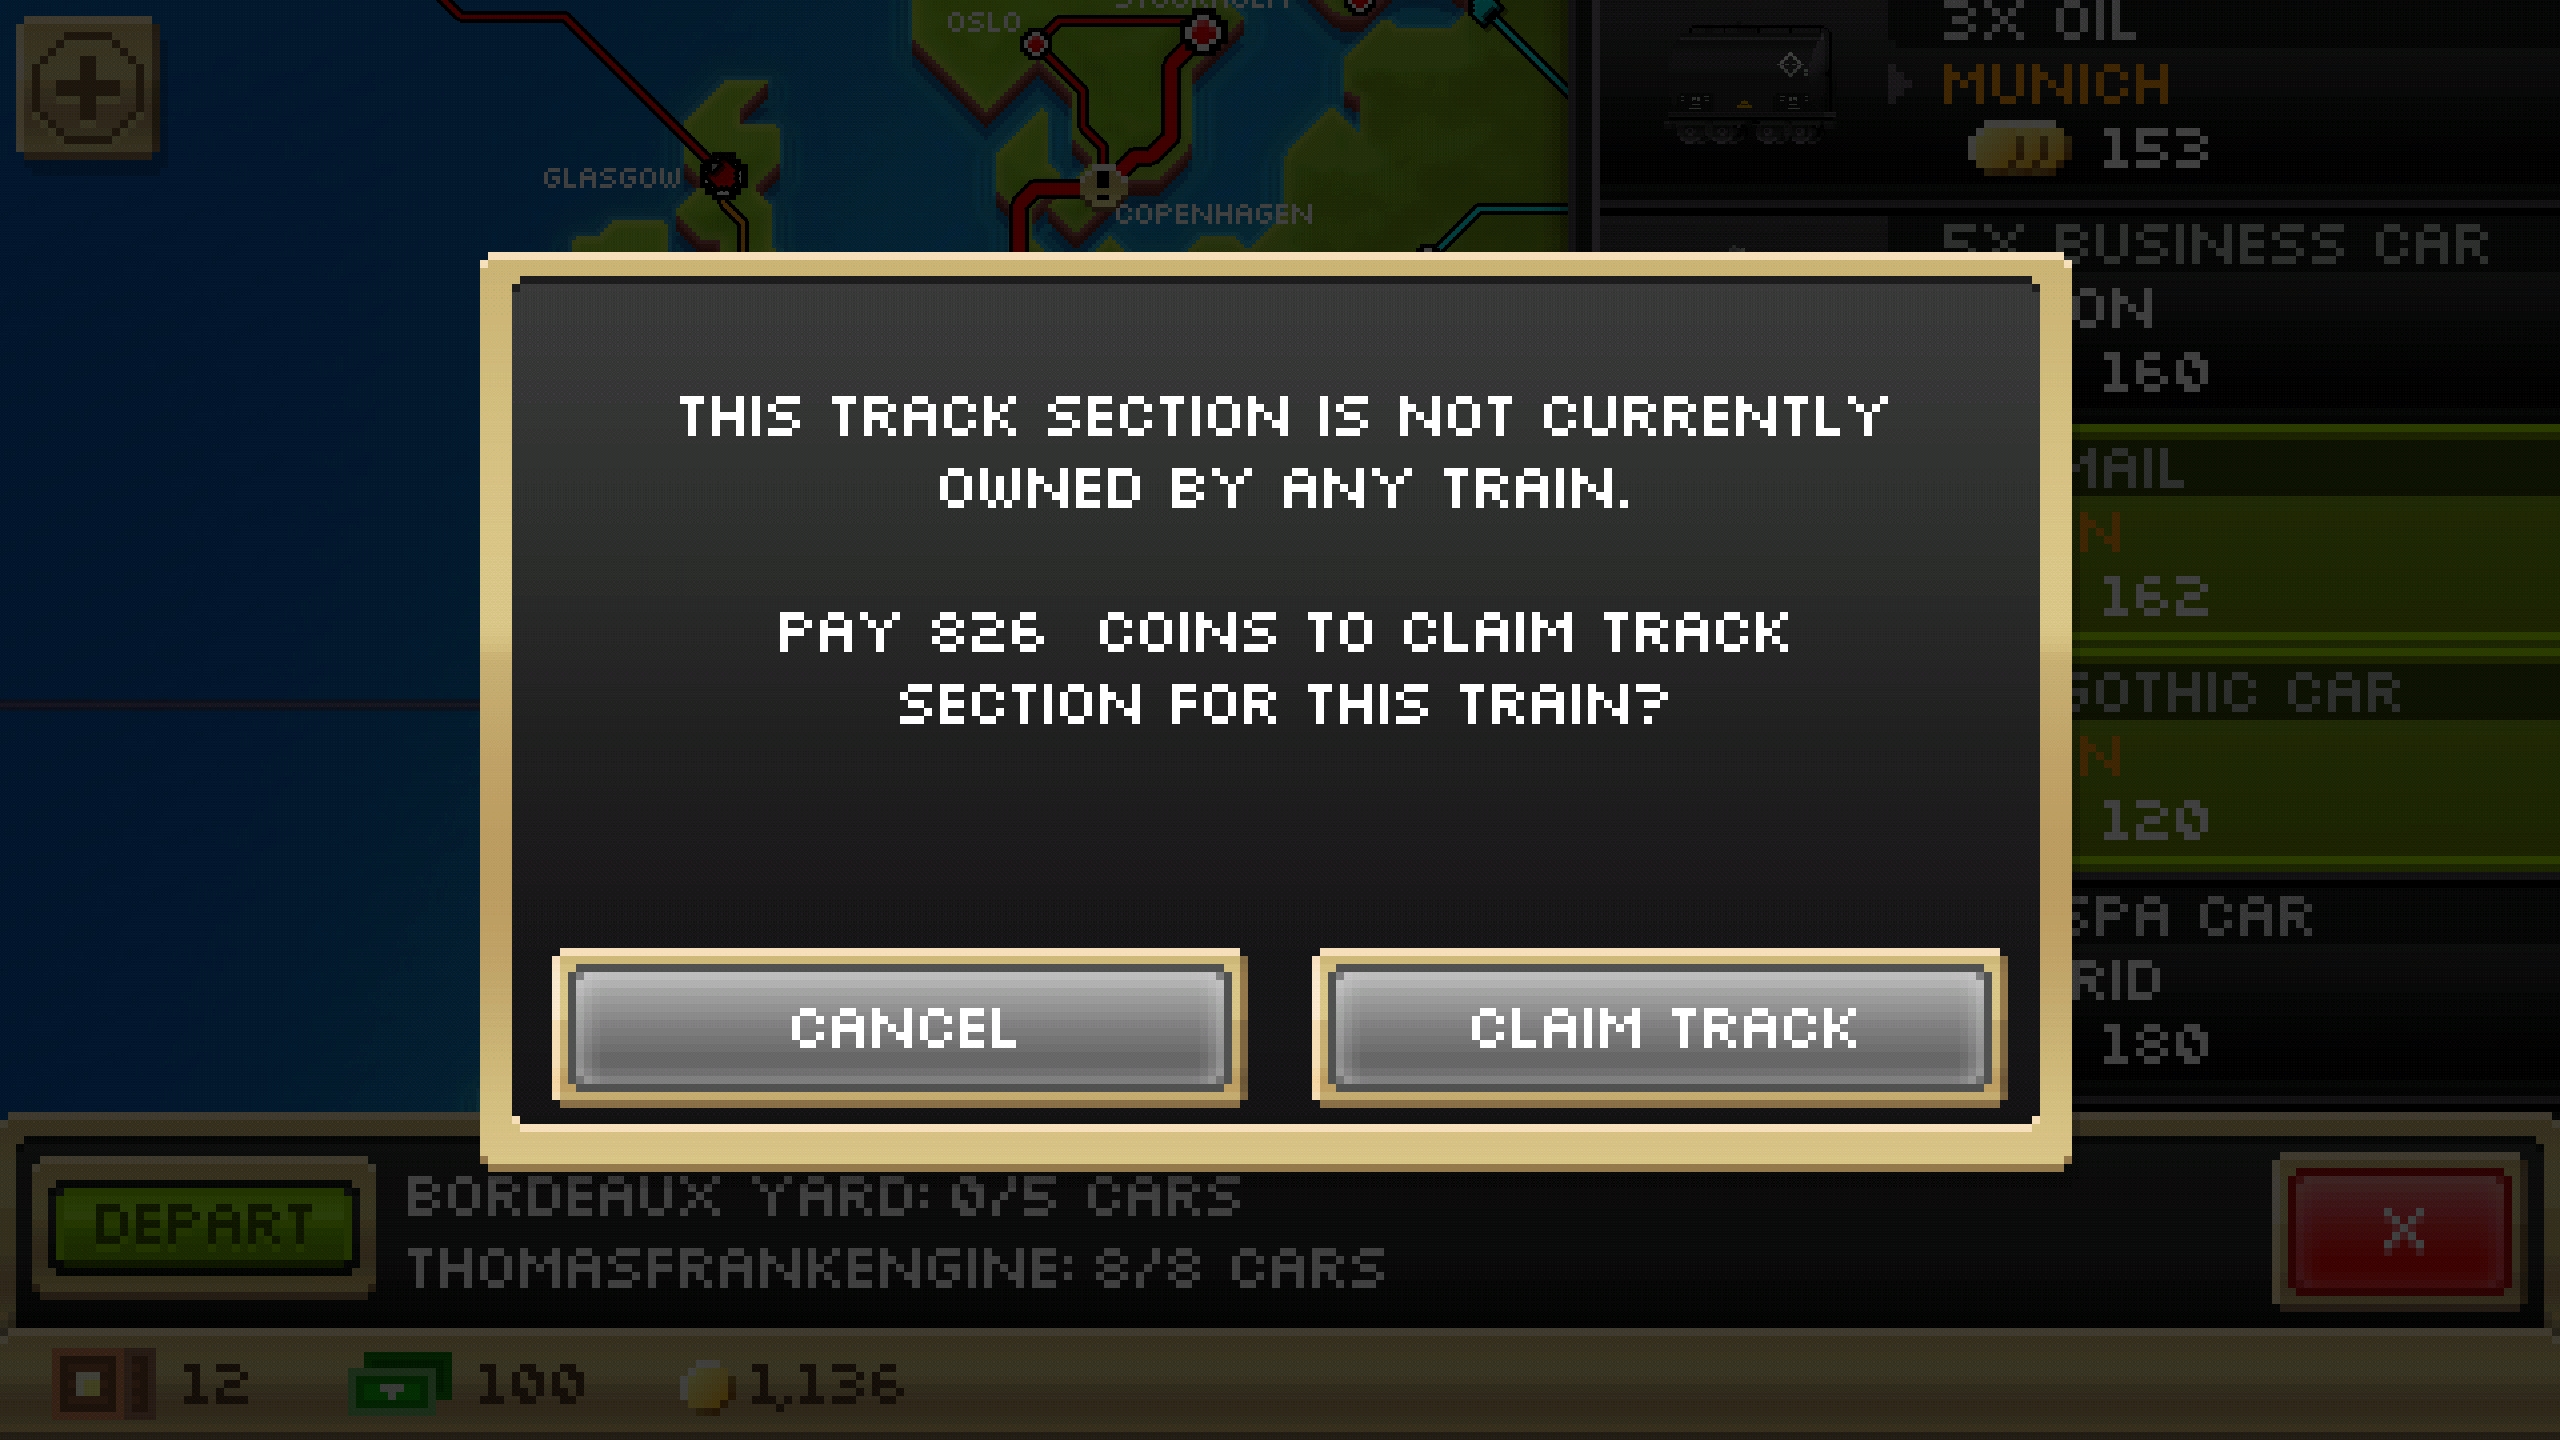 OSLO
GLASGOW
COPENHAGEN
3X OIL
MUNICH
153
5X BUSINESS CAR
ON
160
MAIL
N
162
GOTHIC CAR
N
120
SPA CAR
RID
180
THIS TRACK SECTION IS NOT CURRENTLY
OWNED BY ANY TRAIN.
PAY 826 COINS TO CLAIM TRACK
SECTION FOR THIS TRAIN?
CANCEL
CLAIM TRACK
DEPART
BORDEAUX YARD: 0/5 CARS
THOMASFRANKENGINE: 8/8 CARS
X
12
100
1,136